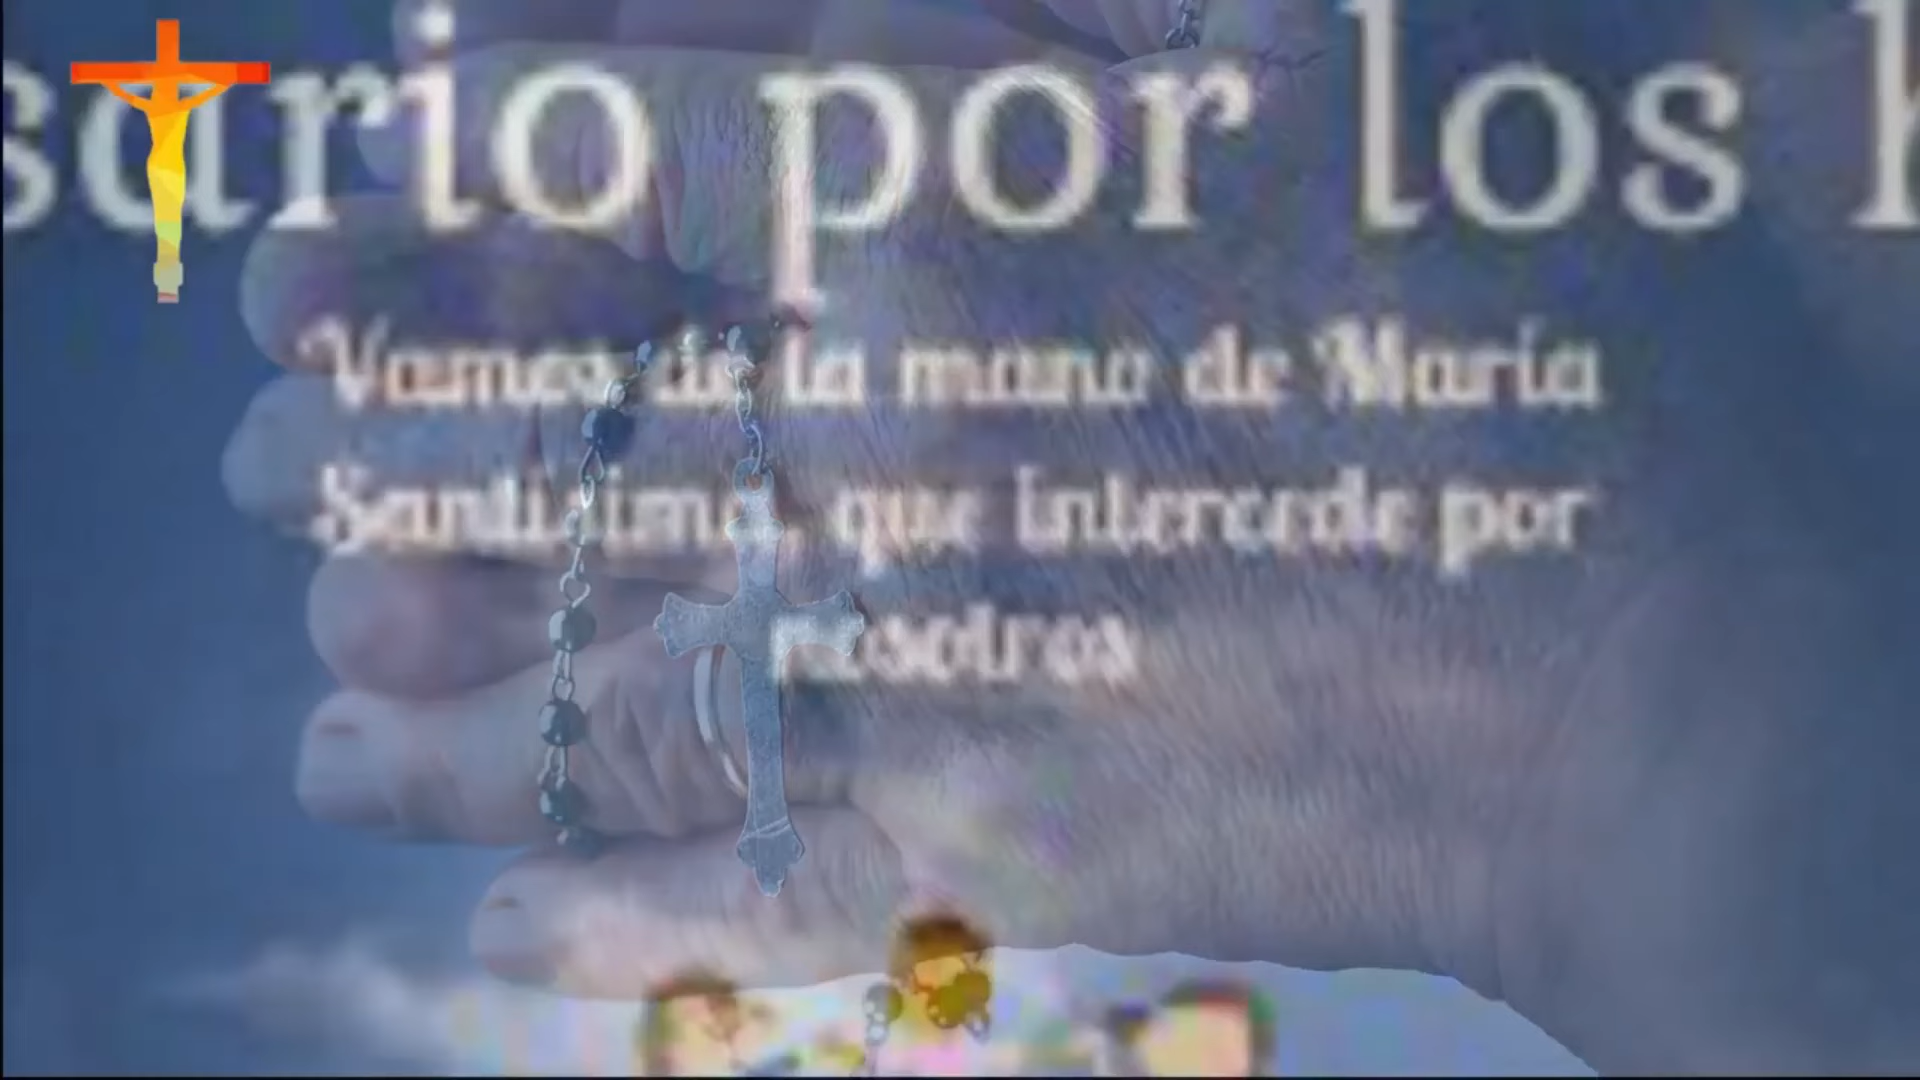 sario por los h
Vamos de la mano de María
Santísima, que intercede por
nosotros